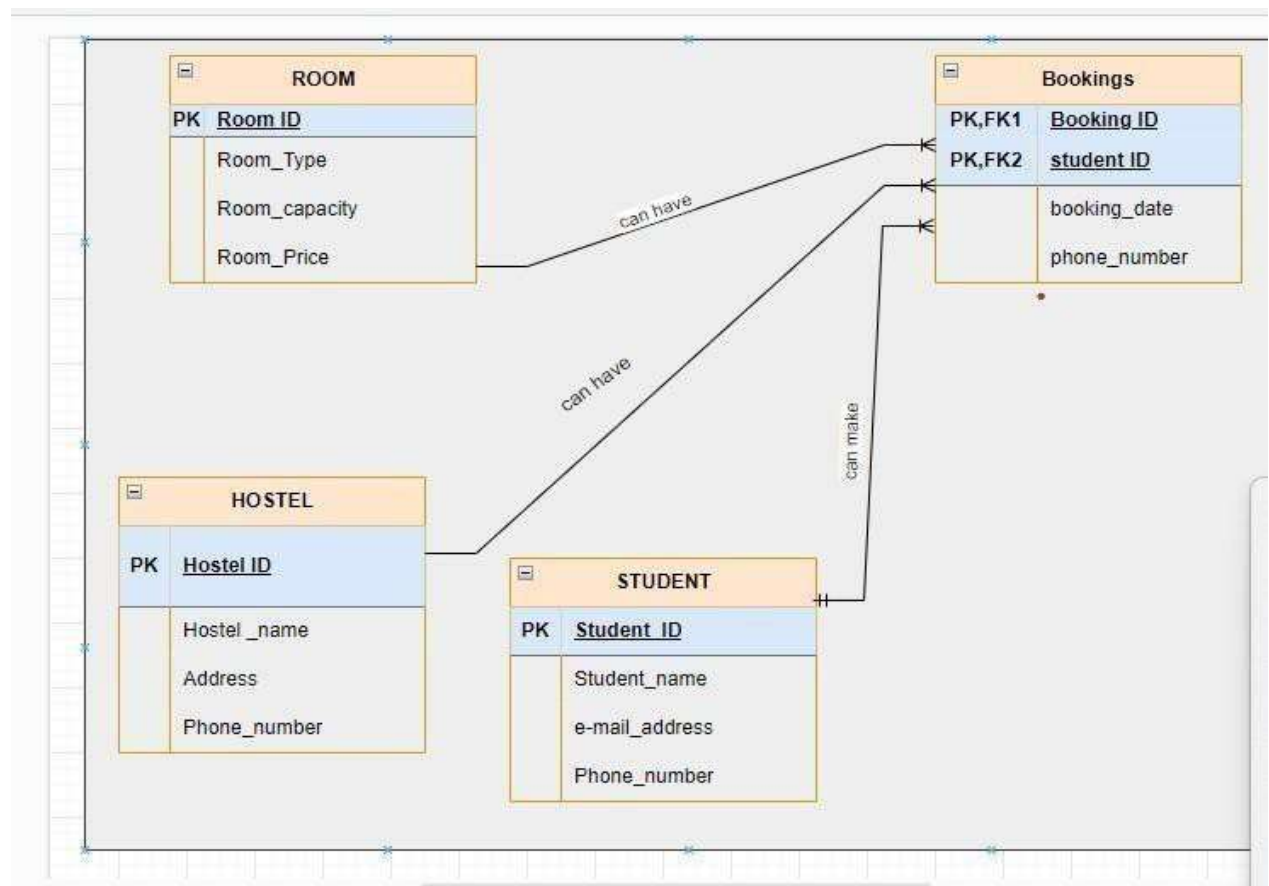 ROOM
PK Room ID
Room_Type
Room_capacity
Room_Price
Bookings
PK,FK1 Booking ID
PK,FK2 student ID
booking_date
phone_number
can have
can have
can make
HOSTEL
PK Hostel ID
Hostel _name
Address
Phone_number
STUDENT
PK Student_ID
Student_name
e-mail_address
Phone_number